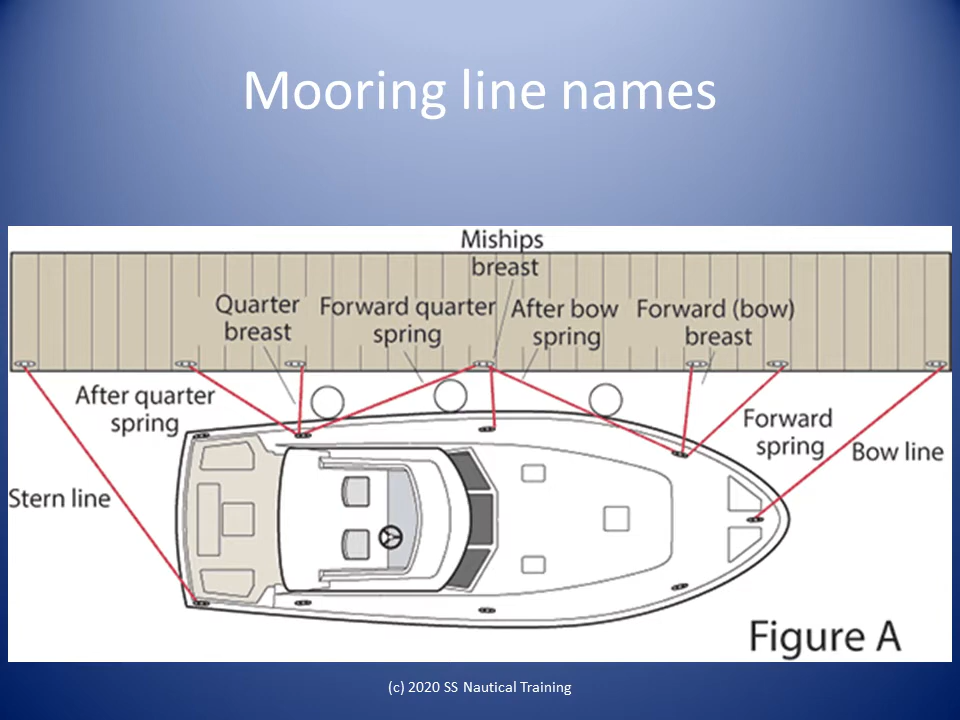 Mooring line names
Miships
breast
Quarter
breast
Forward quarter
spring
After bow
spring
Forward (bow)
breast
After quarter
spring
Forward
spring
Bow line
Stern line
Figure A
(c) 2020 SS Nautical Training